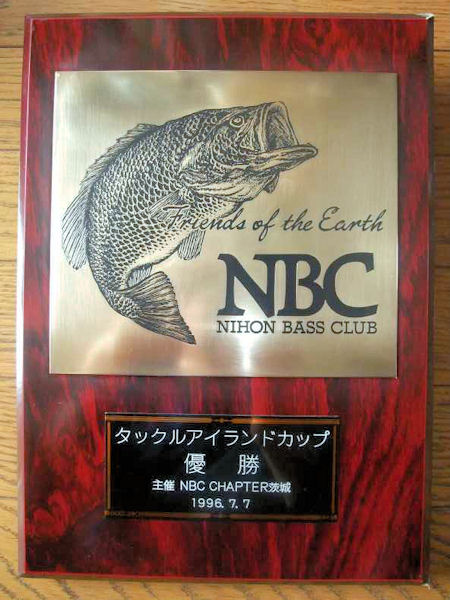 Friends of the Earth
NBC
NIHON BASS CLUB
タックルアイランドカップ
優 勝
主催 NBC CHAPTER茨城
1996. 7. 7